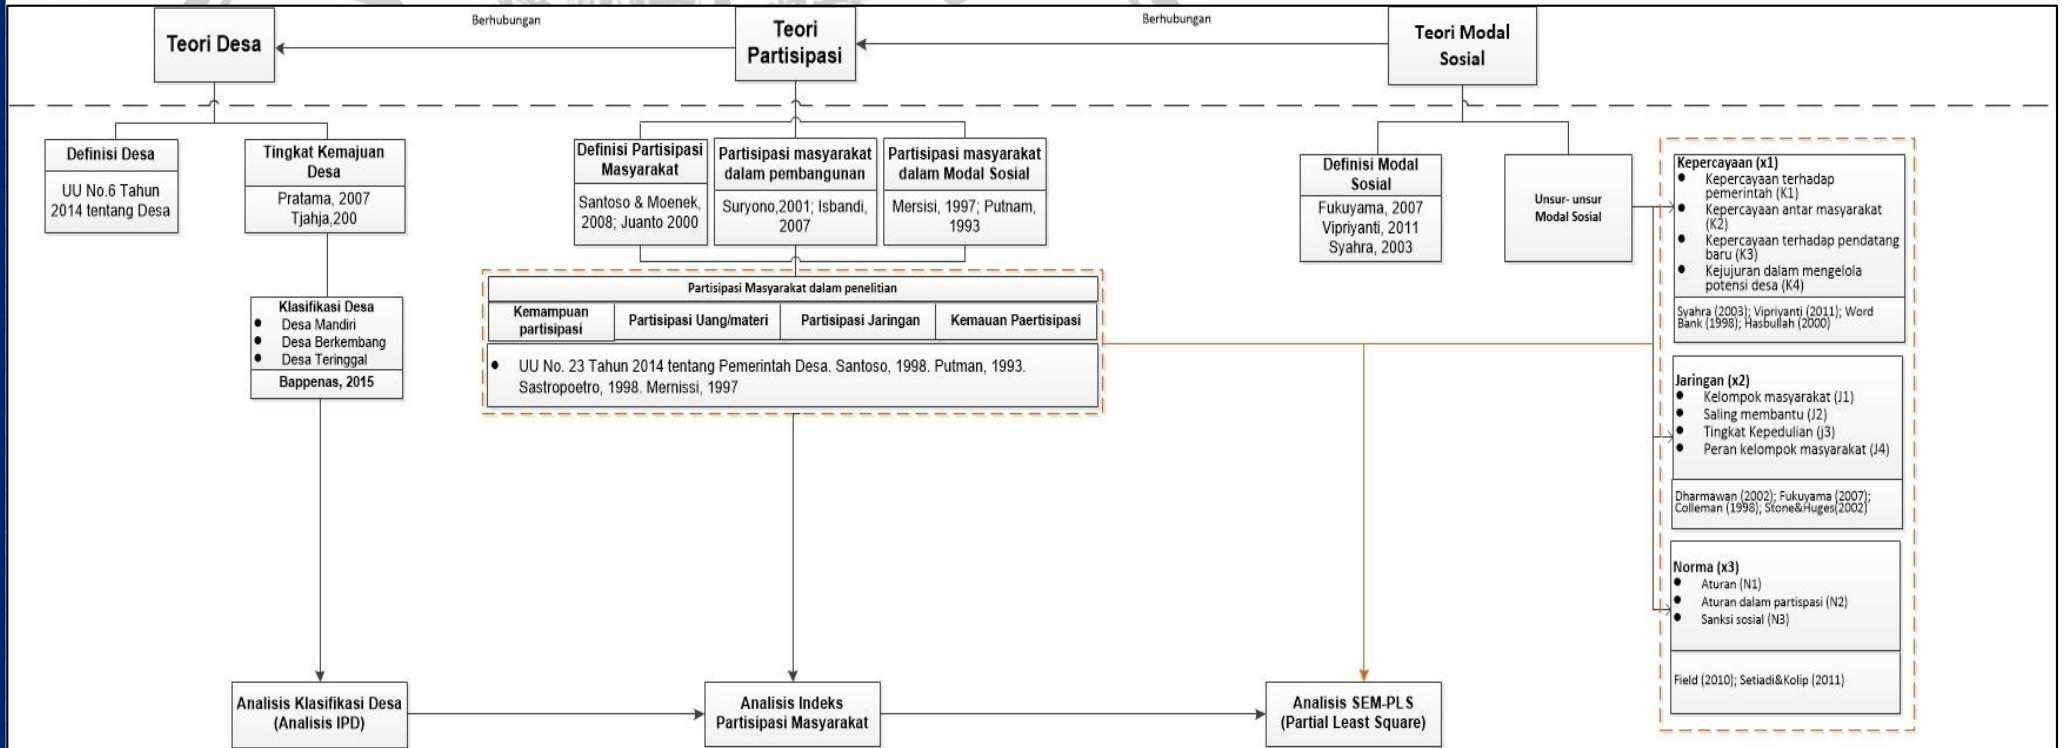 Berhubungan
Berhubungan
Teori Desa
Teori
Partisipasi
Teori Modal
Sosial
Definisi Desa
UU No.6 Tahun
2014 tentang Desa
Tingkat Kemajuan
Desa
Pratama, 2007
Tjahja,200
Klasifikasi Desa
● Desa Mandiri
● Desa Berkembang
● Desa Teringgal
Bappenas, 2015
Definisi Partisipasi
Masyarakat
Santoso & Moenek,
2008; Juanto 2000
Partisipasi masyarakat
dalam pembangunan
Suryono,2001; Isbandi,
2007
Partisipasi masyarakat
dalam Modal Sosial
Mersisi, 1997; Putnam,
1993
Partisipasi Masyarakat dalam penelitian
Kemampuan
partisipasi
Partisipasi Uang/materi
Partisipasi Jaringan
Kemauan Paertisipasi
● UU No. 23 Tahun 2014 tentang Pemerintah Desa. Santoso, 1998. Putman, 1993.
Sastropoetro, 1998. Mernissi, 1997
Definisi Modal
Sosial
Fukuyama, 2007
Vipriyanti, 2011
Syahra, 2003
Unsur- unsur
Modal Sosial
Kepercayaan (x1)
● Kepercayaan terhadap
pemerintah (K1)
● Kepercayaan antar masyarakat
(K2)
● Kepercayaan terhadap pendatang
baru (K3)
● Kejujuran dalam mengelola
potensi desa (K4)
Syahra (2003); Vipriyanti (2011); Word
Bank (1998); Hasbullah (2000)
Jaringan (x2)
● Kelompok masyarakat (J1)
● Saling membantu (J2)
● Tingkat Kepedulian (j3)
● Peran kelompok masyarakat (J4)
Dharmawan (2002); Fukuyama (2007);
Colleman (1998); Stone&Huges(2002)
Norma (x3)
● Aturan (N1)
● Aturan dalam partispasi (N2)
● Sanksi sosial (N3)
Field (2010); Setiadi&Kolip (2011)
Analisis Klasifikasi Desa
(Analisis IPD)
Analisis Indeks
Partisipasi Masyarakat
Analisis SEM-PLS
(Partial Least Square)